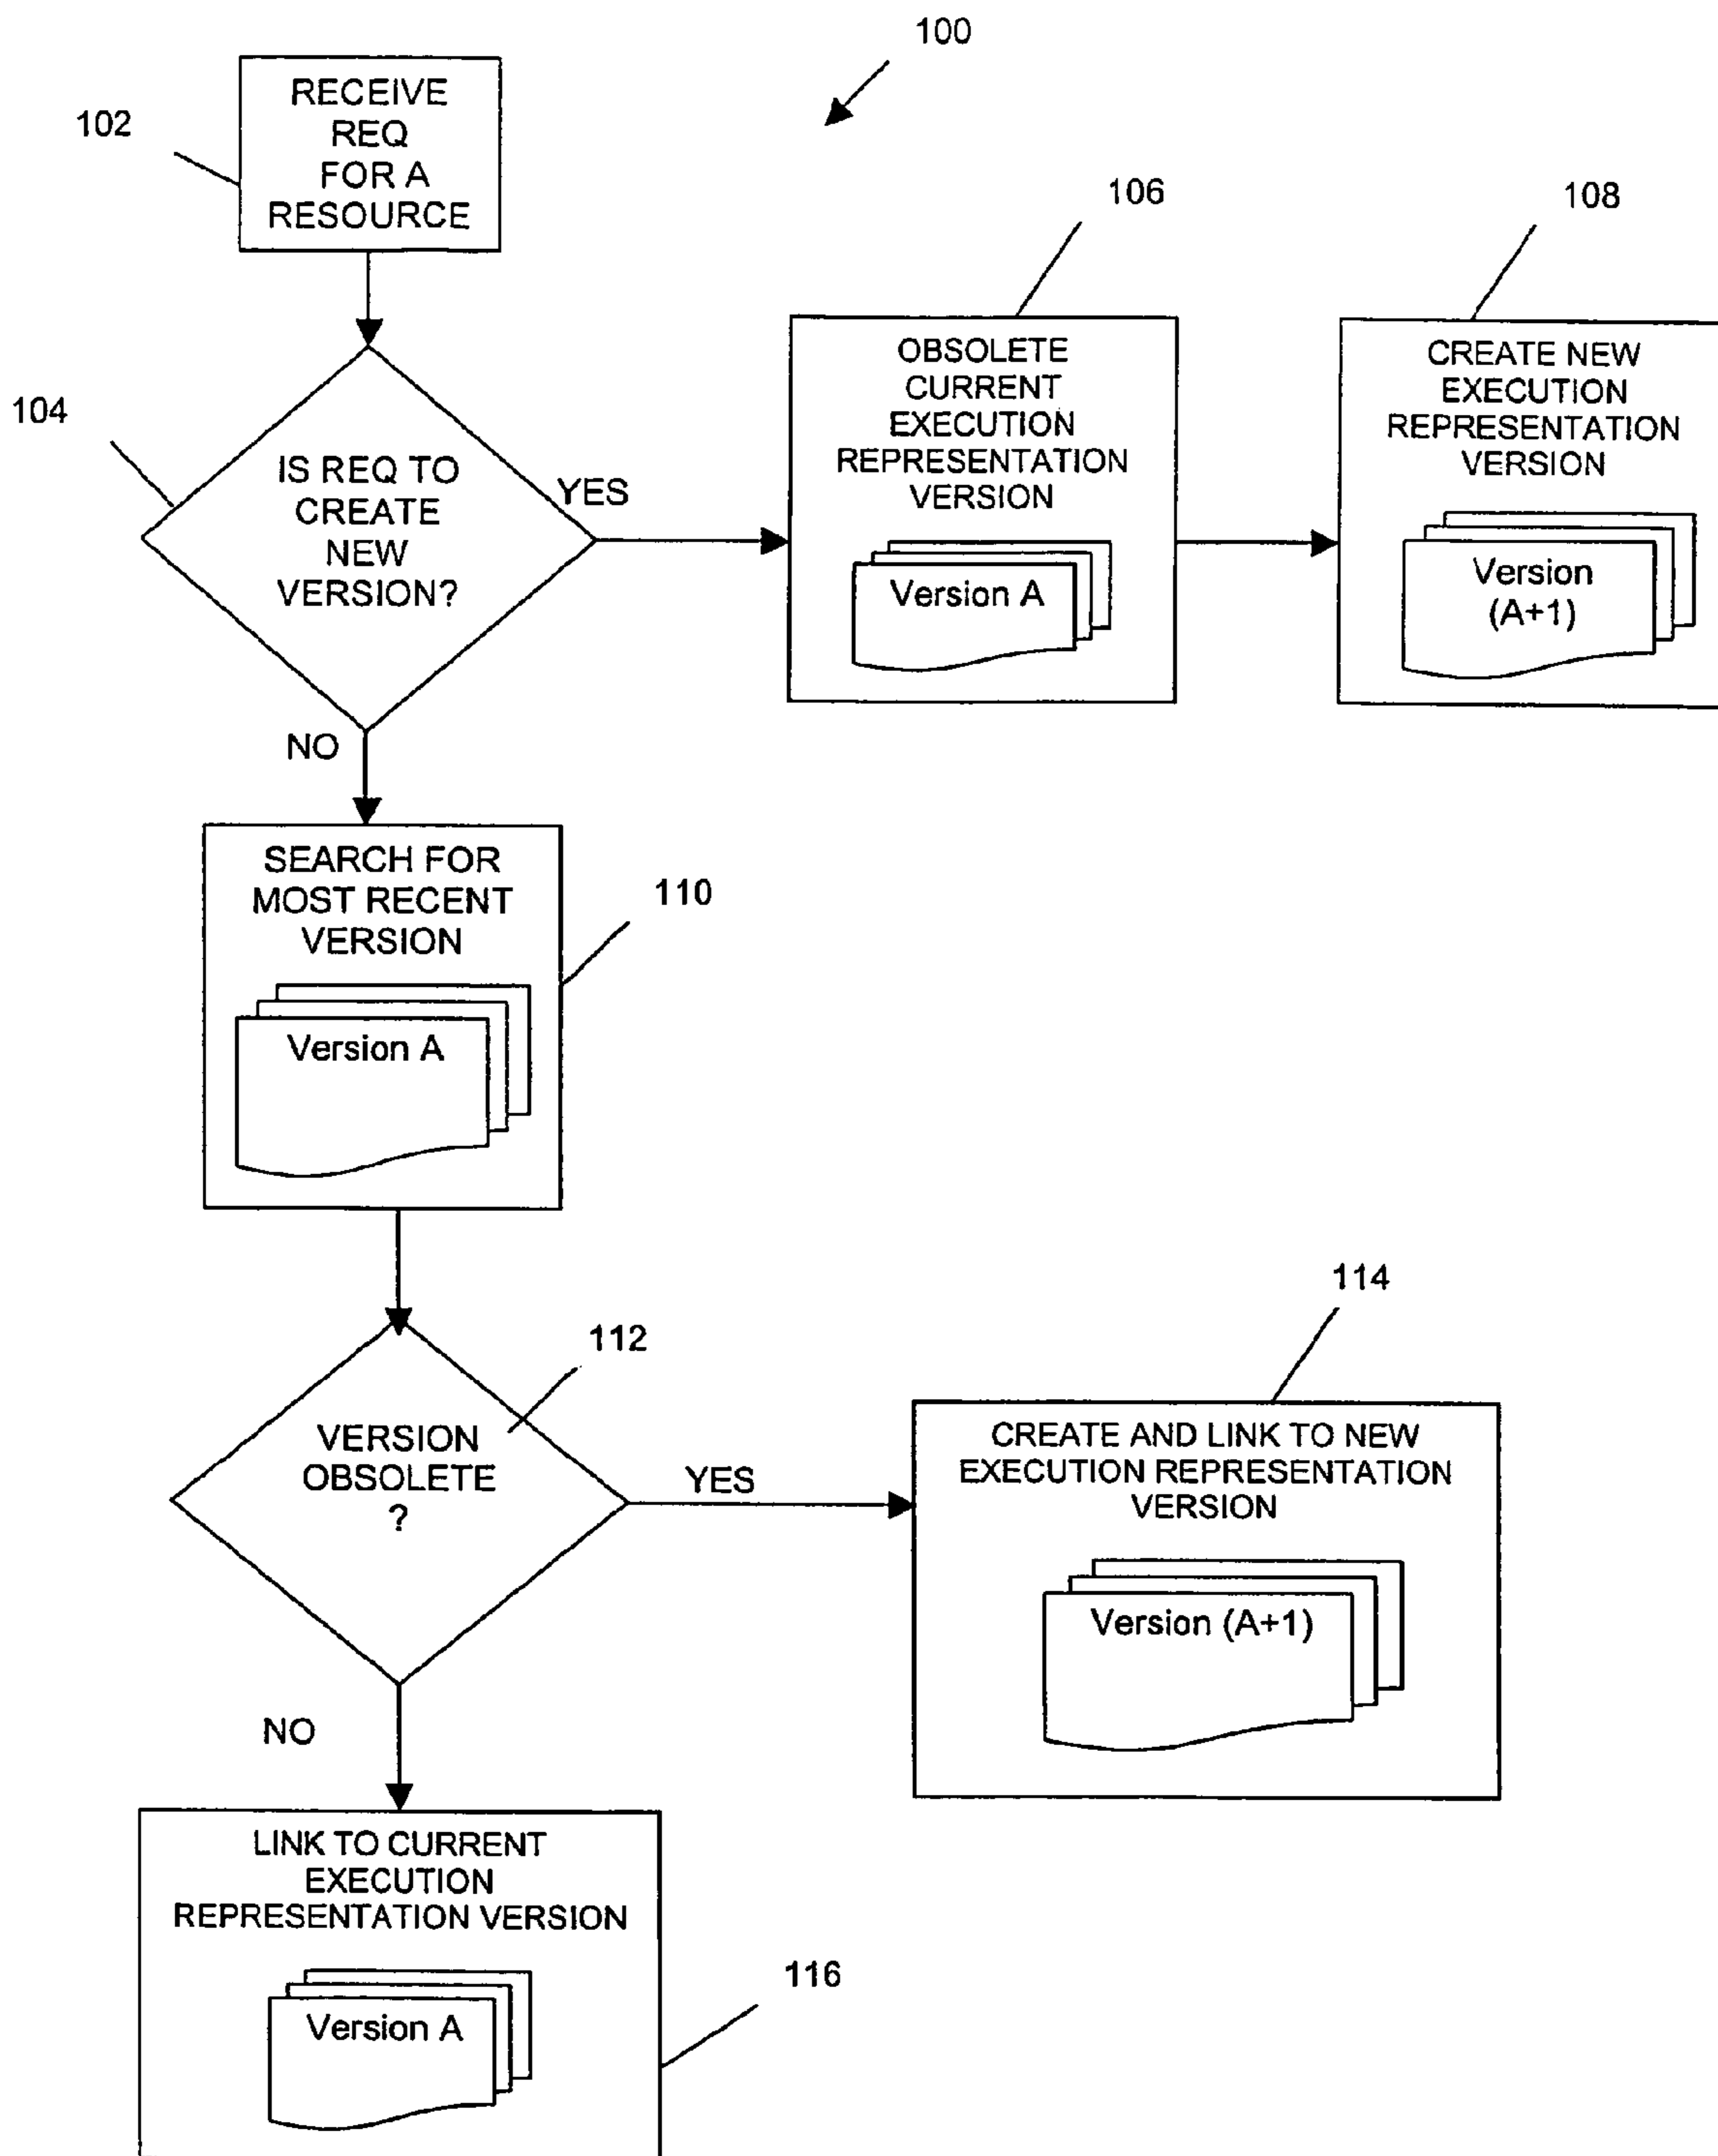 100
102
RECEIVE
REQ
FOR A
RESOURCE
104
IS REQ TO
CREATE
NEW
VERSION?
YES
NO
106
OBSOLETE
CURRENT
EXECUTION
REPRESENTATION
VERSION
Version A
108
CREATE NEW
EXECUTION
REPRESENTATION
VERSION
Version
(A+1)
110
SEARCH FOR
MOST RECENT
VERSION
Version A
112
VERSION
OBSOLETE
?
YES
NO
114
CREATE AND LINK TO NEW
EXECUTION REPRESENTATION
VERSION
Version (A+1)
LINK TO CURRENT
EXECUTION
REPRESENTATION VERSION
Version A
116